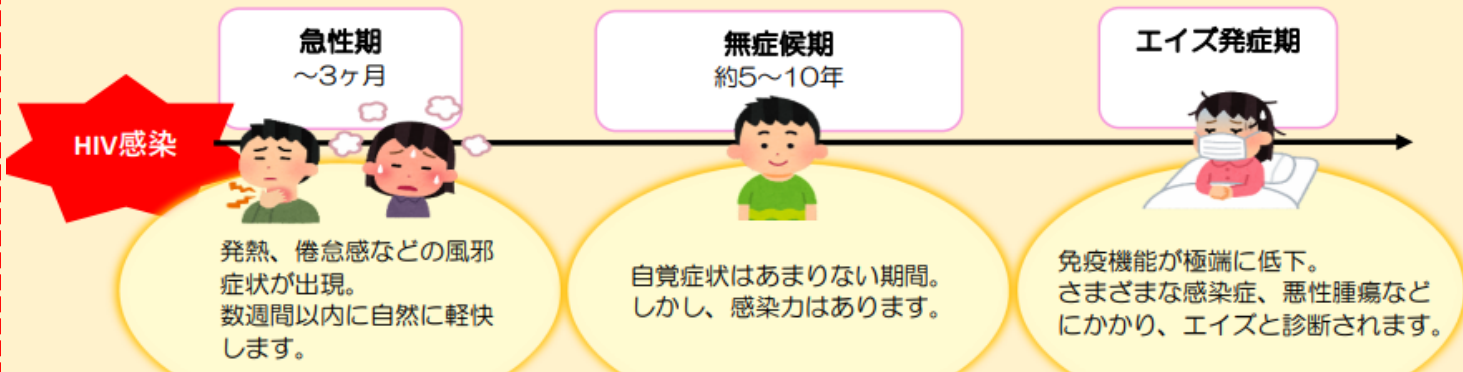 HIV感染
急性期
～3ヶ月
発熱、倦怠感などの風邪
症状が出現。
数週間以内に自然に軽快
します。
無症候期
約5～10年
自覚症状はあまりない期間。
しかし、感染力はあります。
エイズ発症期
免疫機能が極端に低下。
さまざまな感染症、悪性腫瘍など
にかかり、エイズと診断されます。